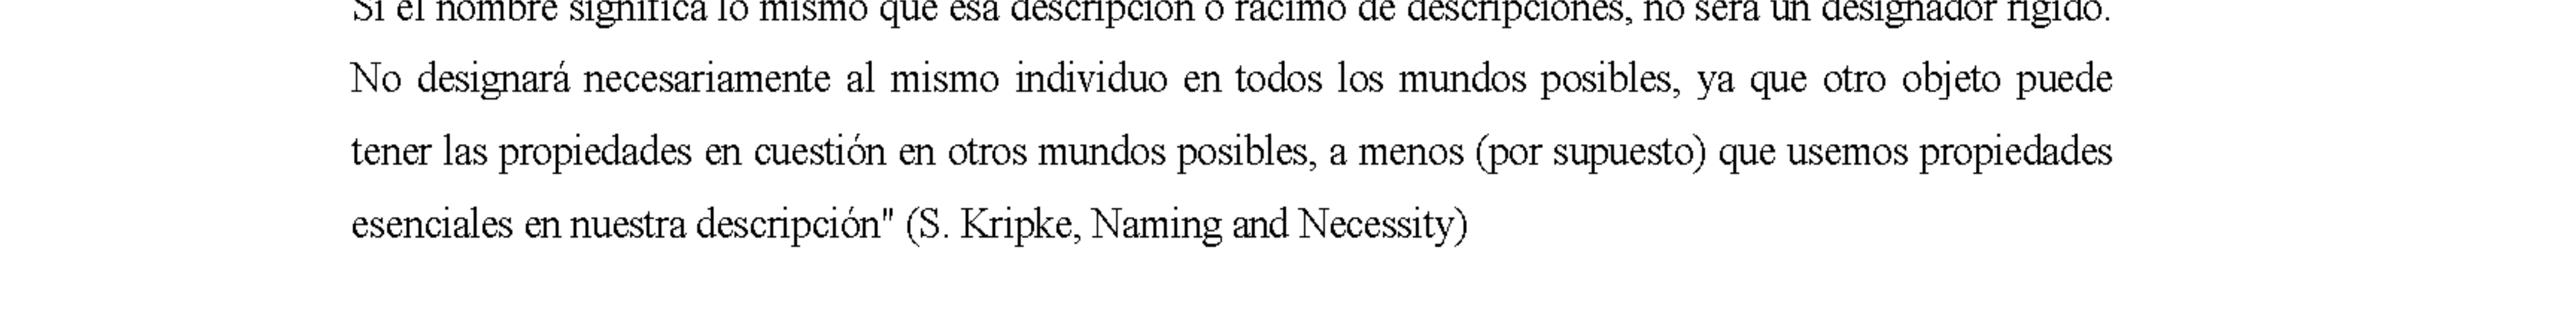 Si el nombre significa lo mismo que esa descripción o racimo de descripciones, no será un designador rígido.
No designará necesariamente al mismo individuo en todos los mundos posibles, ya que otro objeto puede
tener las propiedades en cuestión en otros mundos posibles, a menos (por supuesto) que usemos propiedades
esenciales en nuestra descripción" (S. Kripke, Naming and Necessity)